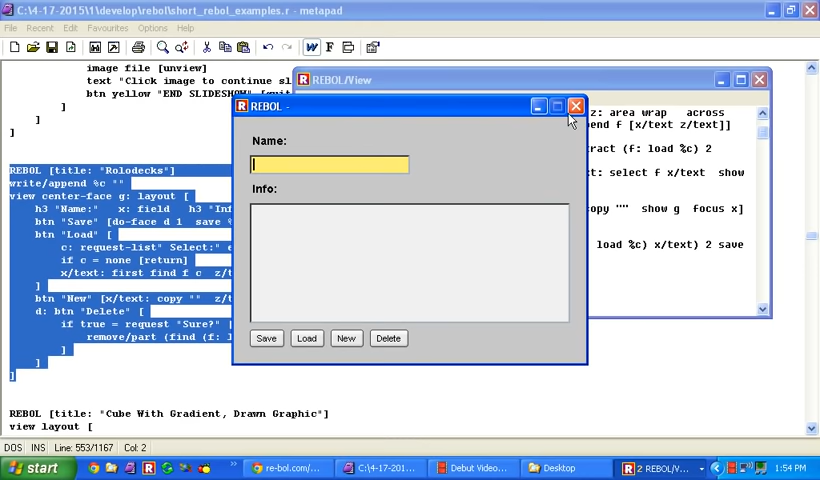 C:\4-17-2015\1\develop\rebol\short_rebol_examples.r - metapad
File Recent Edit Favourites Options Help
image file [unview]
text "Click image to continue sl
btn yellow "END SLIDESHOW"
]
]
]
REBOL [title: "Rolodecks"]
write/append %c ""
view center-face g: layout [
h3 "Name:" x: field h3 "Inf
btn "Save" [do-face d 1 save %
btn "Load" [
c: request-list" Select:" e
if c = none [return]
x/text: first find f c z/t
]
btn "New" [x/text: copy "" z/t
d: btn "Delete" [
if true = request "Sure?" [
remove/part (find (f: l
]
]
]
REBOL [title: "Cube With Gradient, Drawn Graphic"]
view layout [
REBOL/View
z: area wrap across
pend f [x/text z/text]]
tract (f: load %c) 2
xt: select f x/text show
copy "" show g focus x]
load %c) x/text) 2 save
REBOL -
Name:
Info:
Save Load New Delete
DOS INS Line: 553/1167 Col: 2
start re-bol.com/... C:\4-17-201... Debut Video... Desktop 2 REBOL/V... 1:54 PM